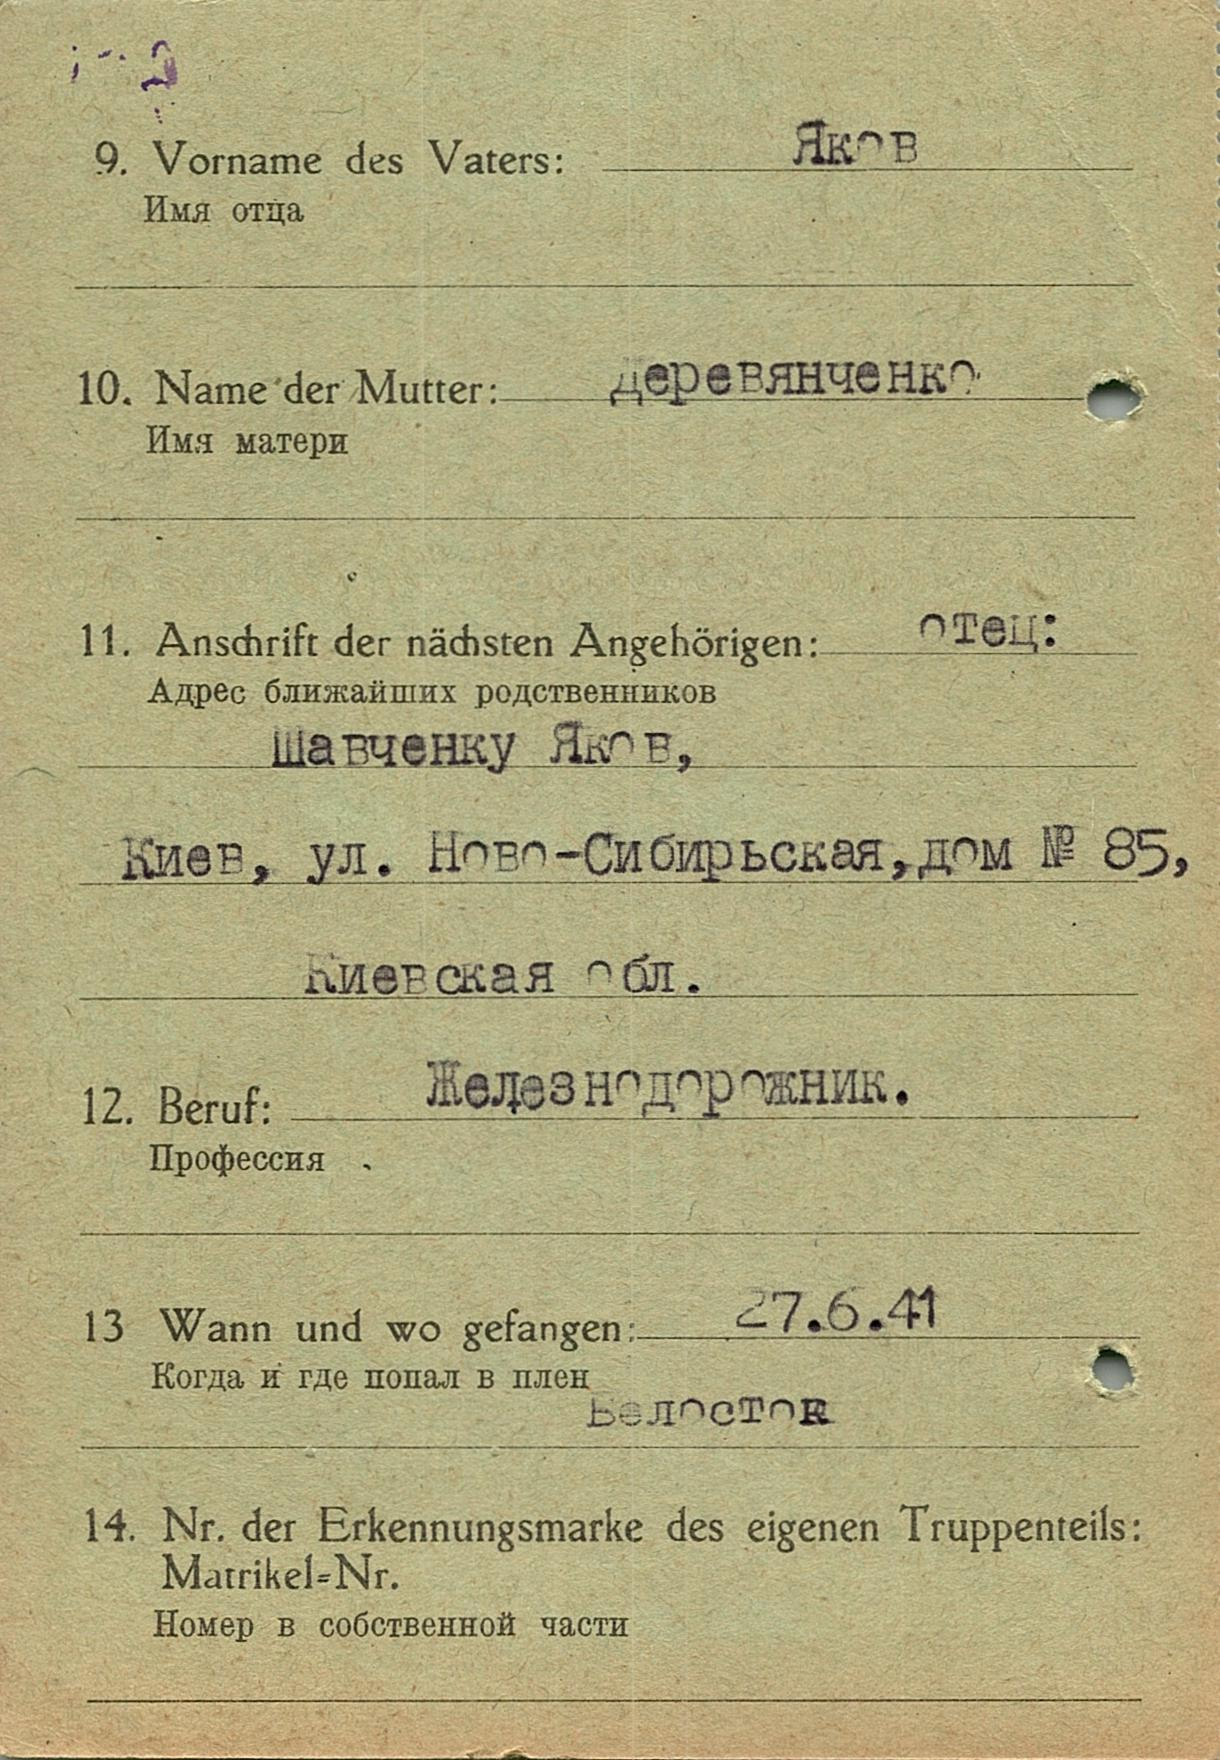 9. Vorname des Vaters: Яков
Имя отца
10. Name der Mutter: Деревянченко
Имя матери
11. Anschrift der nächsten Angehörigen: отец:
Адрес ближайших родственников
Шавченку Яков,
Киев, ул. Ново-Сибирьская, дом № 85,
Киевская обл.
12. Beruf: Железнодорожник.
Профессия
13 Wann und wo gefangen: 27.6.41
Когда и где попал в плен
Белосток
14. Nr. der Erkennungsmarke des eigenen Truppenteils:
Matrikel=Nr.
Номер в собственной части